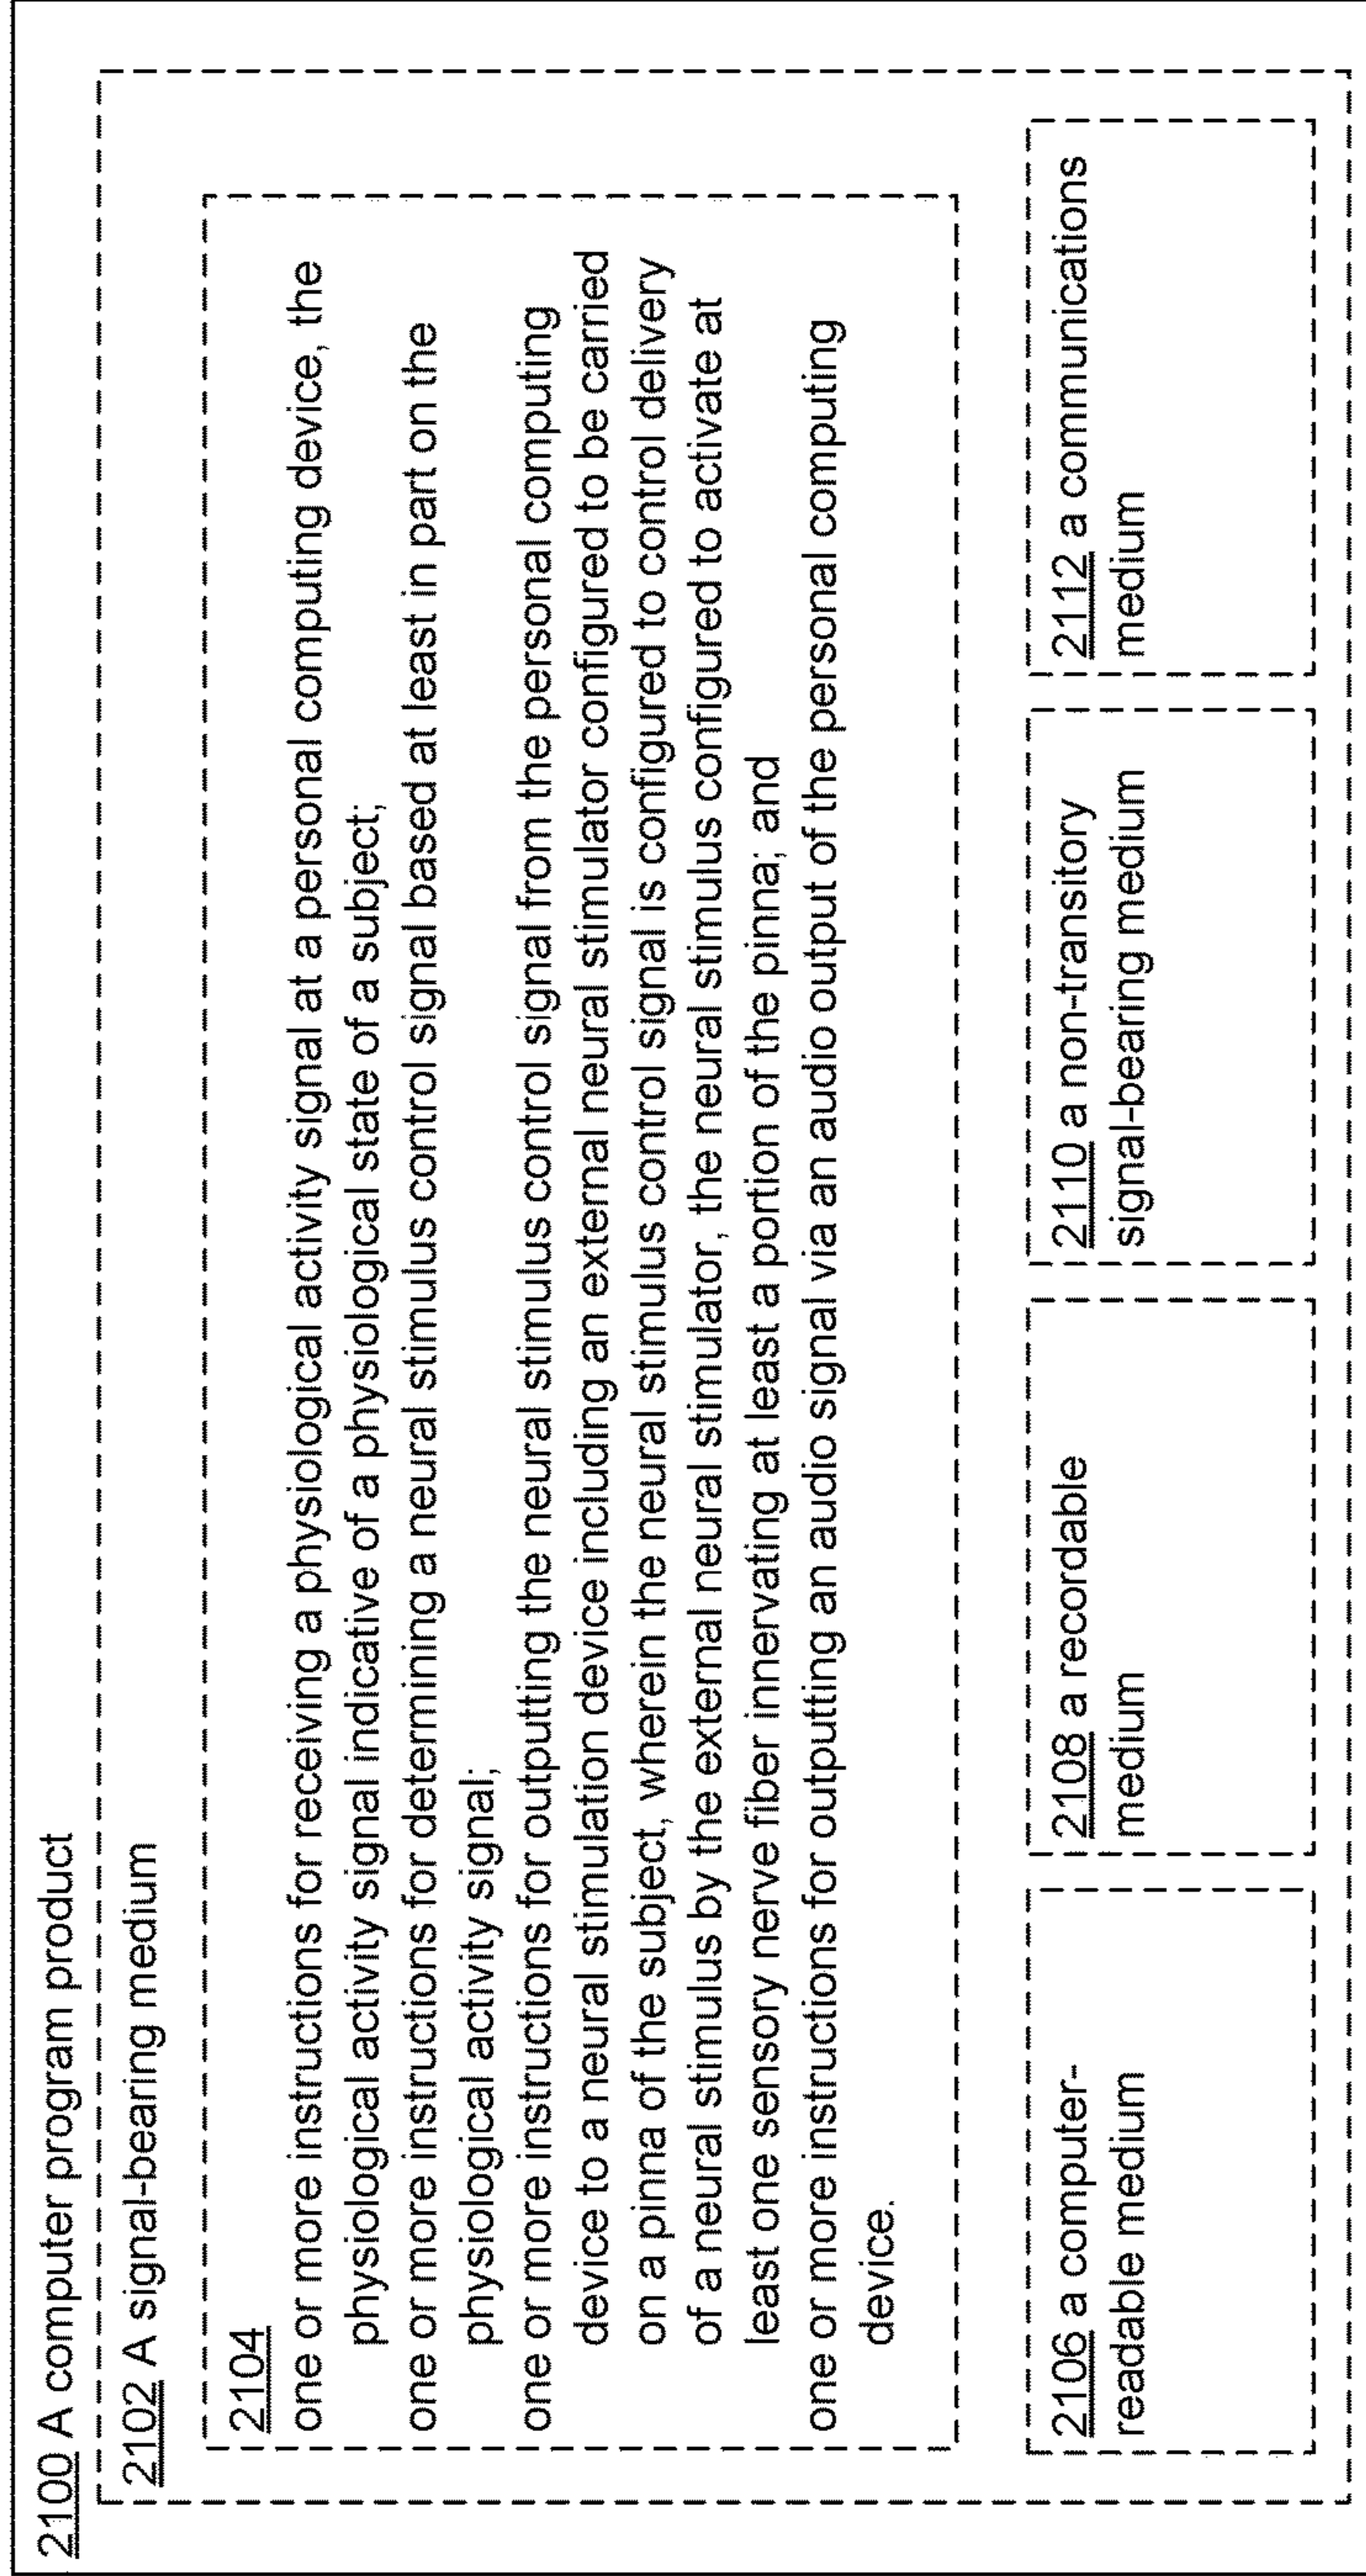 2100 A computer program product
2102 A signal-bearing medium
2104
one or more instructions for receiving a physiological activity signal at a personal computing device, the
physiological activity signal indicative of a physiological state of a subject;
one or more instructions for determining a neural stimulus control signal based at least in part on the
physiological activity signal;
one or more instructions for outputting the neural stimulus control signal from the personal computing
device to a neural stimulation device including an external neural stimulator configured to be carried
on a pinna of the subject, wherein the neural stimulus control signal is configured to control delivery
of a neural stimulus by the external neural stimulator, the neural stimulus configured to activate at
least one sensory nerve fiber innervating at least a portion of the pinna; and
one or more instructions for outputting an audio signal via an audio output of the personal computing
device.
2106 a computer-
readable medium
2108 a recordable
medium
2110 a non-transitory
signal-bearing medium
2112 a communications
medium